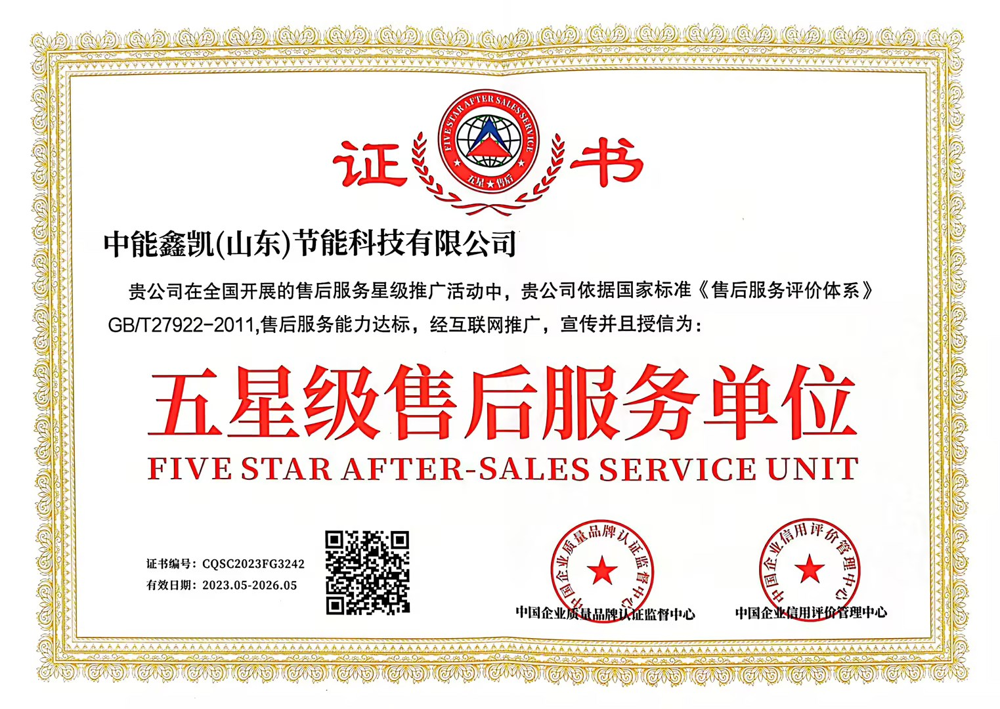 证书
FIVE STAR AFTER SALES SERVICE
五星★售后
中能鑫凯(山东)节能科技有限公司
贵公司在全国开展的售后服务星级推广活动中，贵公司依据国家标准《售后服务评价体系》
GB/T27922-2011,售后服务能力达标，经互联网推广，宣传并且授信为：
五星级售后服务单位
FIVE STAR AFTER-SALES SERVICE UNIT
证书编号：CQSC2023FG3242
有效日期：2023.05-2026.05
中国企业质量品牌认证监督中心
中国企业质量品牌认证监督中心
中国企业信用评价管理中心
中国企业信用评价管理中心